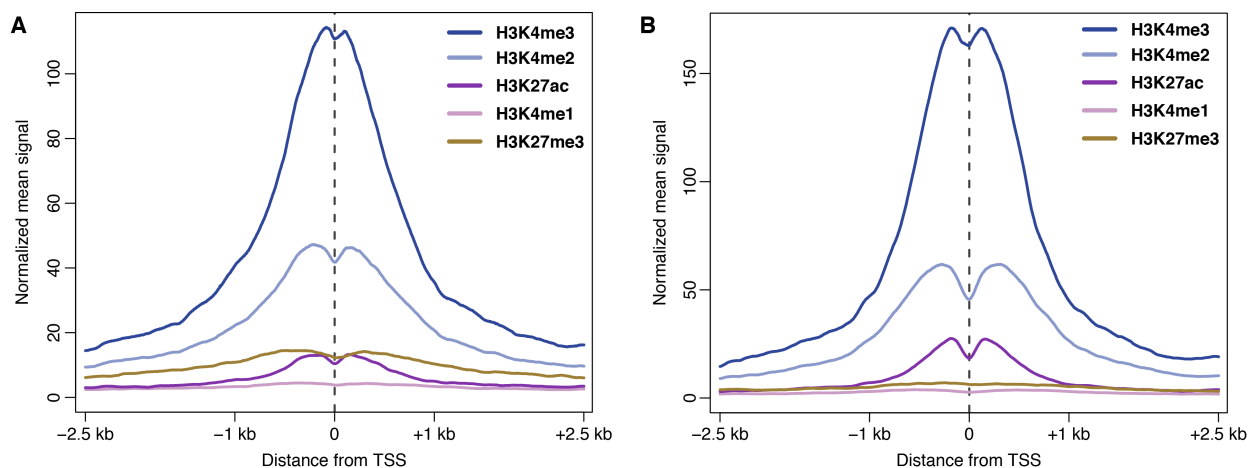 A
H3K4me3
H3K4me2
H3K27ac
H3K4me1
H3K27me3
Normalized mean signal
100
80
60
40
20
0
−2.5 kb −1 kb 0 +1 kb +2.5 kb
Distance from TSS
B
H3K4me3
H3K4me2
H3K27ac
H3K4me1
H3K27me3
Normalized mean signal
150
100
50
0
−2.5 kb −1 kb 0 +1 kb +2.5 kb
Distance from TSS